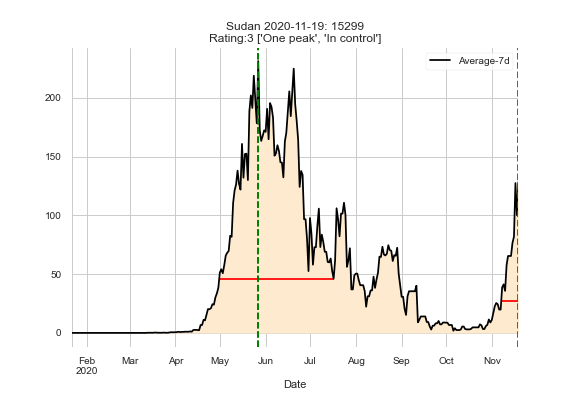 Sudan 2020-11-19: 15299
Rating:3 ['One peak', 'In control']
Average-7d
200
150
100
50
0
Feb Mar Apr May Jun Jul Aug Sep Oct Nov
2020
Date